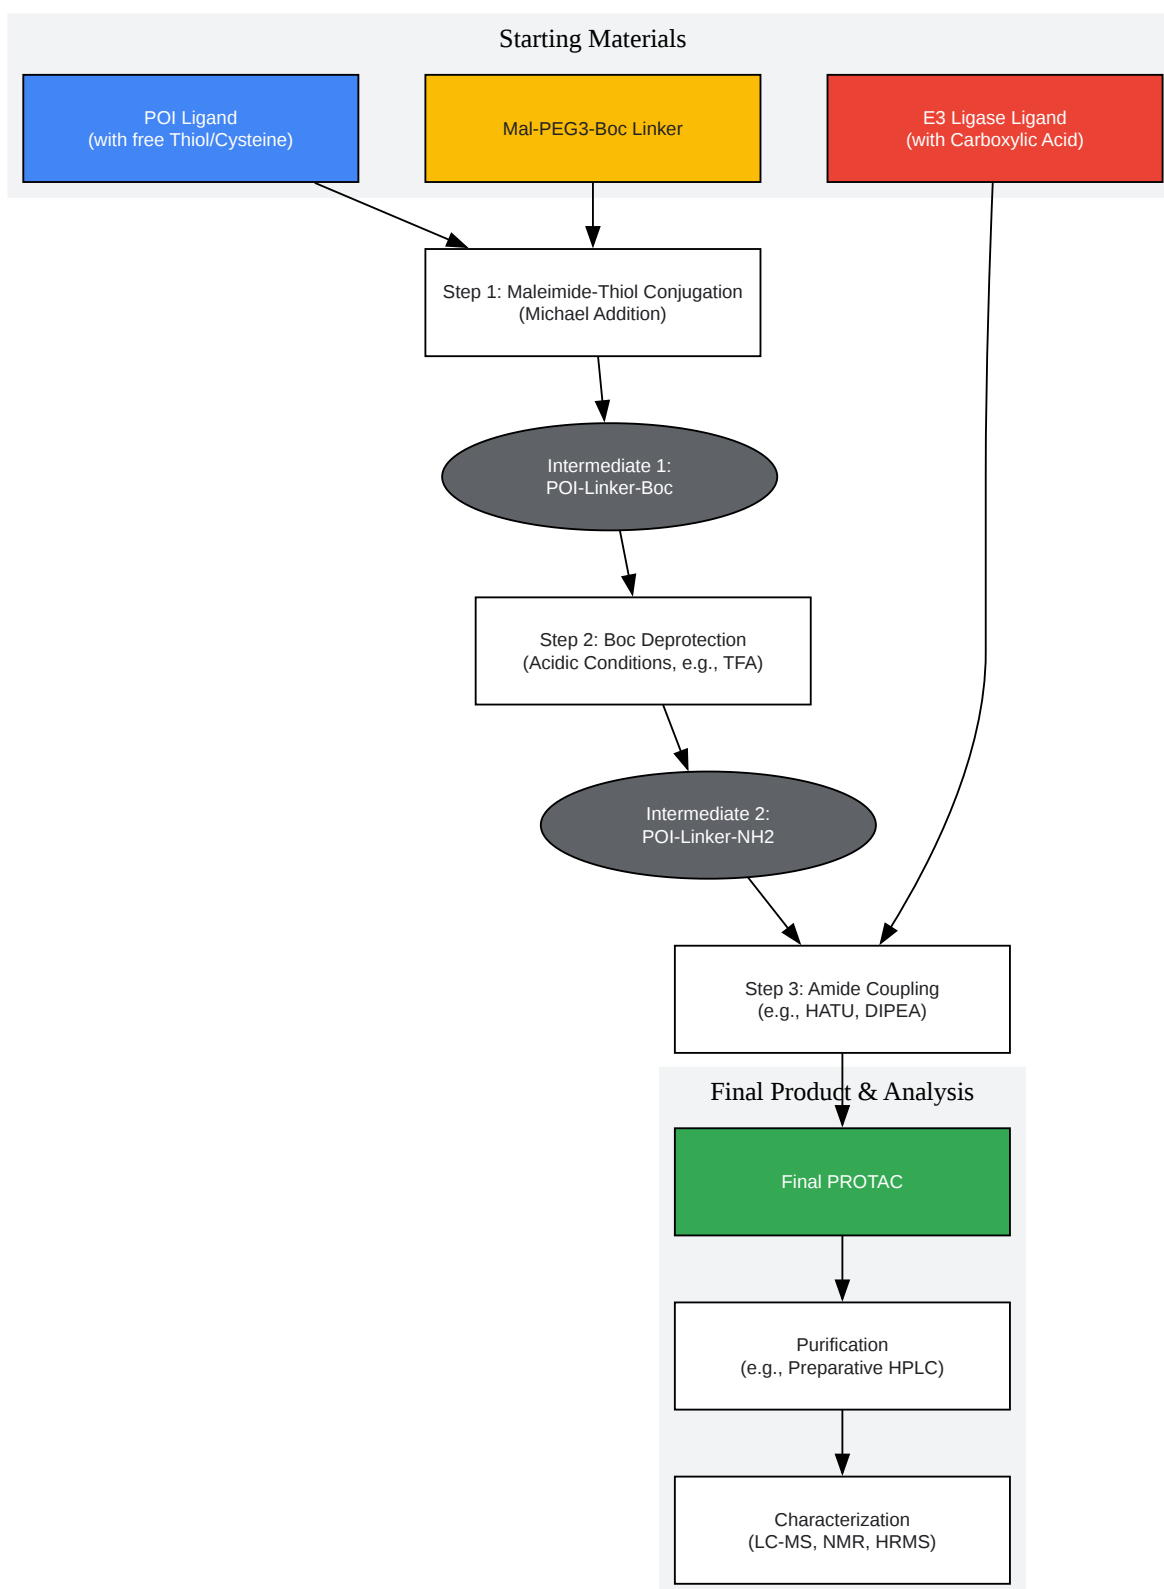 Starting Materials
POI Ligand
(with free Thiol/Cysteine)
Mal-PEG3-Boc Linker
E3 Ligase Ligand
(with Carboxylic Acid)
Step 1: Maleimide-Thiol Conjugation
(Michael Addition)
Intermediate 1:
POI-Linker-Boc
Step 2: Boc Deprotection
(Acidic Conditions, e.g., TFA)
Intermediate 2:
POI-Linker-NH2
Step 3: Amide Coupling
(e.g., HATU, DIPEA)
Final Product & Analysis
Final PROTAC
Purification
(e.g., Preparative HPLC)
Characterization
(LC-MS, NMR, HRMS)